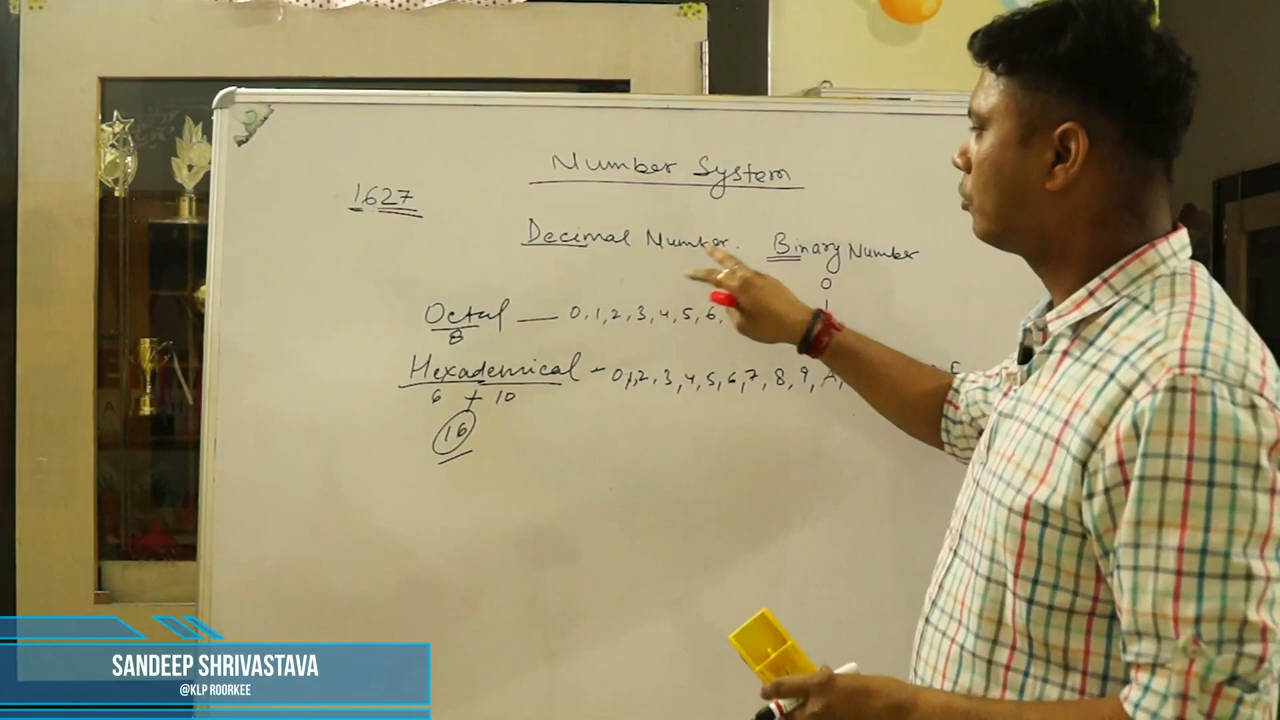 Number System
1627
Decimal Number. Binary Number
0
1
Octal — 0,1,2,3,4,5,6,
8
Hexademical - 0,1,2,3,4,5,6,7,8,9,A,
6 + 10
16
SANDEEP SHRIVASTAVA
@KLP ROORKEE